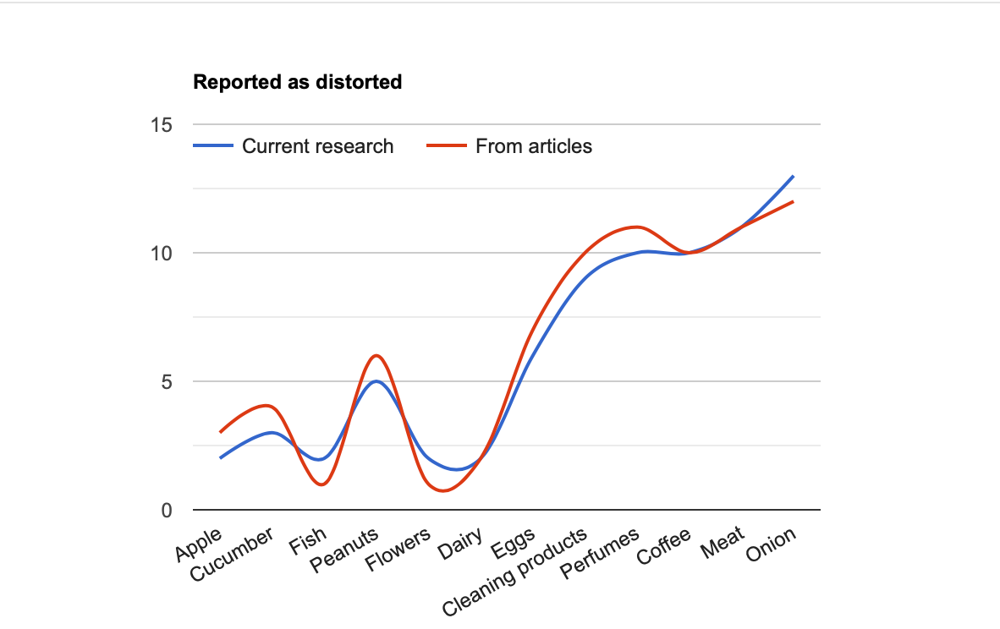 Reported as distorted
15
Current research
From articles
10
5
0
Apple
Cucumber
Fish
Peanuts
Flowers
Dairy
Eggs
Cleaning products
Perfumes
Coffee
Meat
Onion